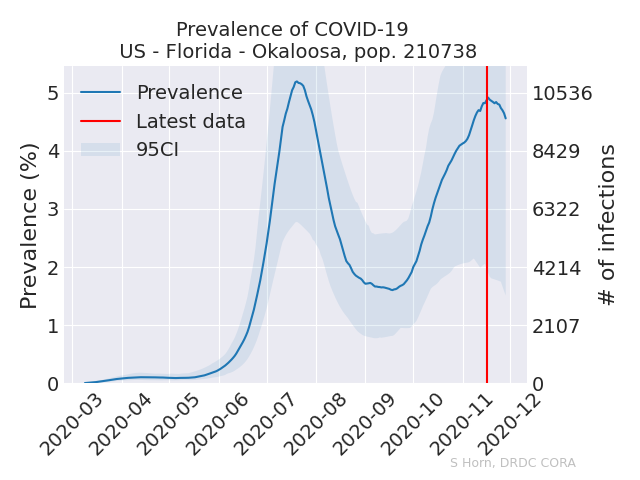 Prevalence of COVID-19
US - Florida - Okaloosa, pop. 210738
Prevalence
Latest data
95CI
Prevalence (%)
5
4
3
2
1
0
10536
8429
6322
4214
2107
0
# of infections
2020-03
2020-04
2020-05
2020-06
2020-07
2020-08
2020-09
2020-10
2020-11
2020-12
S Horn, DRDC CORA